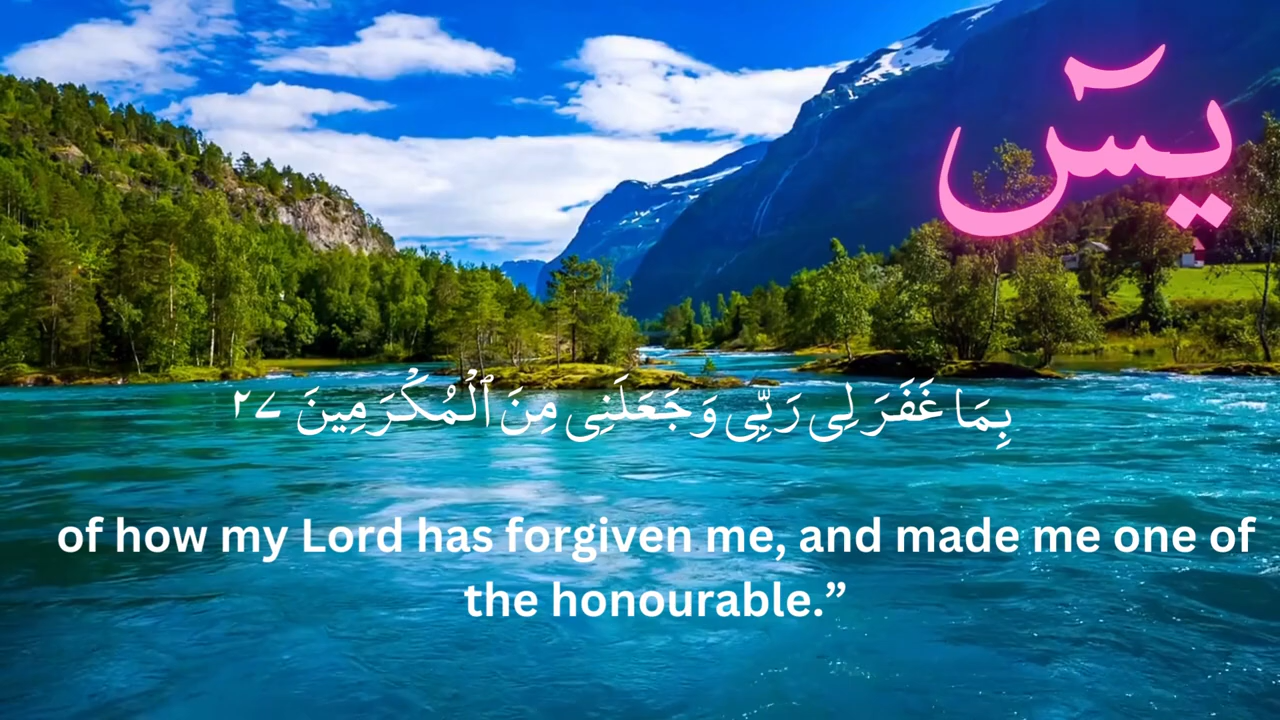 يسٓ
بِمَا غَفَرَ لِى رَبِّى وَجَعَلَنِى مِنَ ٱلْمُكْرَمِينَ ٢٧
of how my Lord has forgiven me, and made me one of
the honourable.”